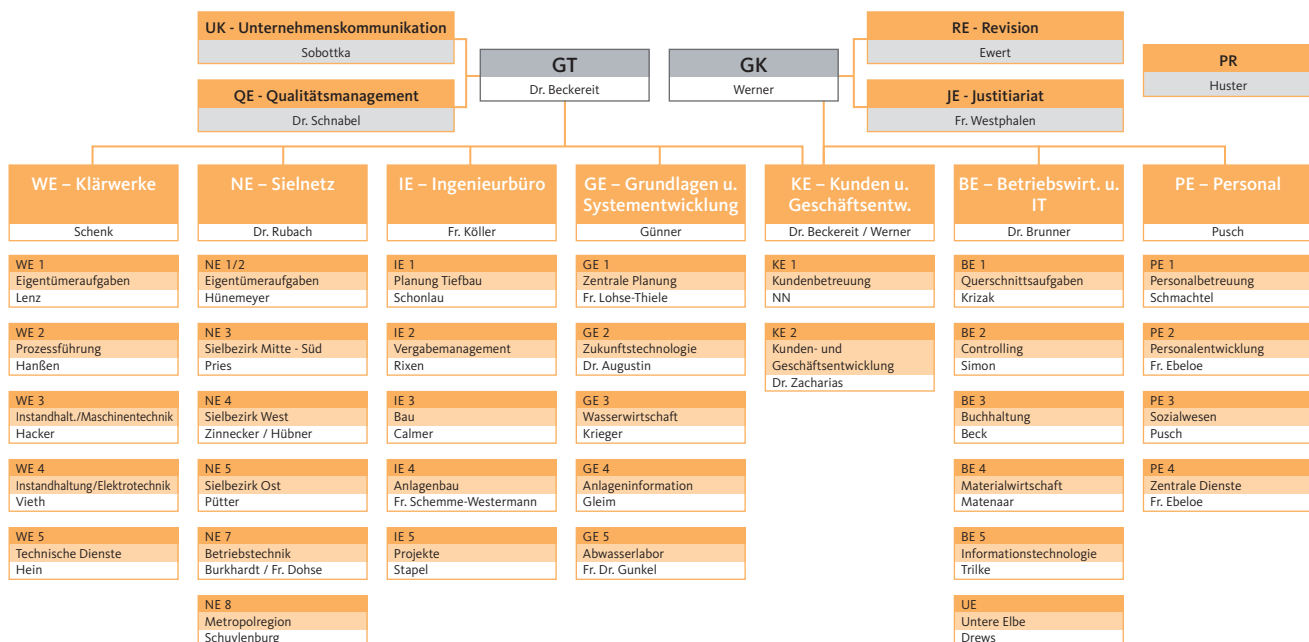 UK - Unternehmenskommunikation
Sobottka
QE - Qualitätsmanagement
Dr. Schnabel
GT
Dr. Beckereit
GK
Werner
RE - Revision
Ewert
JE - Justitiariat
Fr. Westphalen
PR
Huster
WE – Klärwerke
Schenk
WE 1
Eigentümeraufgaben
Lenz
WE 2
Prozessführung
Hanßen
WE 3
Instandhalt./Maschinentechnik
Hacker
WE 4
Instandhaltung/Elektrotechnik
Vieth
WE 5
Technische Dienste
Hein
NE – Sielnetz
Dr. Rubach
NE 1/2
Eigentümeraufgaben
Hünemeyer
NE 3
Sielbezirk Mitte - Süd
Pries
NE 4
Sielbezirk West
Zinnecker / Hübner
NE 5
Sielbezirk Ost
Pütter
NE 7
Betriebstechnik
Burkhardt / Fr. Dohse
NE 8
Metropolregion
Schuylenburg
IE – Ingenieurbüro
Fr. Köller
IE 1
Planung Tiefbau
Schonlau
IE 2
Vergabemanagement
Rixen
IE 3
Bau
Calmer
IE 4
Anlagenbau
Fr. Schemme-Westermann
IE 5
Projekte
Stapel
GE – Grundlagen u.
Systementwicklung
Günner
GE 1
Zentrale Planung
Fr. Lohse-Thiele
GE 2
Zukunftstechnologie
Dr. Augustin
GE 3
Wasserwirtschaft
Krieger
GE 4
Anlageninformation
Gleim
GE 5
Abwasserlabor
Fr. Dr. Gunkel
KE – Kunden u.
Geschäftsentw.
Dr. Beckereit / Werner
KE 1
Kundenbetreuung
NN
KE 2
Kunden- und
Geschäftsentwicklung
Dr. Zacharias
BE – Betriebswirt. u.
IT
Dr. Brunner
BE 1
Querschnittsaufgaben
Krizak
BE 2
Controlling
Simon
BE 3
Buchhaltung
Beck
BE 4
Materialwirtschaft
Matenaar
BE 5
Informationstechnologie
Trilke
UE
Untere Elbe
Drews
PE – Personal
Pusch
PE 1
Personalbetreuung
Schmachtel
PE 2
Personalentwicklung
Fr. Ebeloe
PE 3
Sozialwesen
Pusch
PE 4
Zentrale Dienste
Fr. Ebeloe